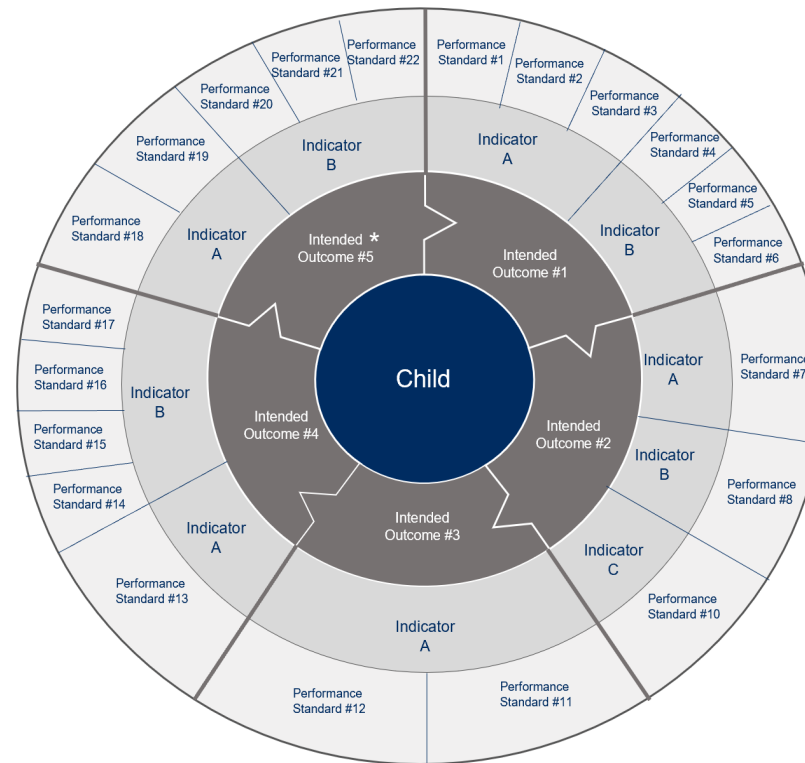 Child
Intended
Outcome #1
Intended
Outcome #2
Intended
Outcome #3
Intended
Outcome #4
Intended *
Outcome #5
Indicator
A
Indicator
B
Indicator
A
Indicator
B
Indicator
C
Indicator
A
Indicator
A
Indicator
B
Indicator
A
Indicator
B
Performance
Standard #1
Performance
Standard #2
Performance
Standard #3
Performance
Standard #4
Performance
Standard #5
Performance
Standard #6
Performance
Standard #7
Performance
Standard #8
Performance
Standard #10
Performance
Standard #11
Performance
Standard #12
Performance
Standard #13
Performance
Standard #14
Performance
Standard #15
Performance
Standard #16
Performance
Standard #17
Performance
Standard #18
Performance
Standard #19
Performance
Standard #20
Performance
Standard #21
Performance
Standard #22